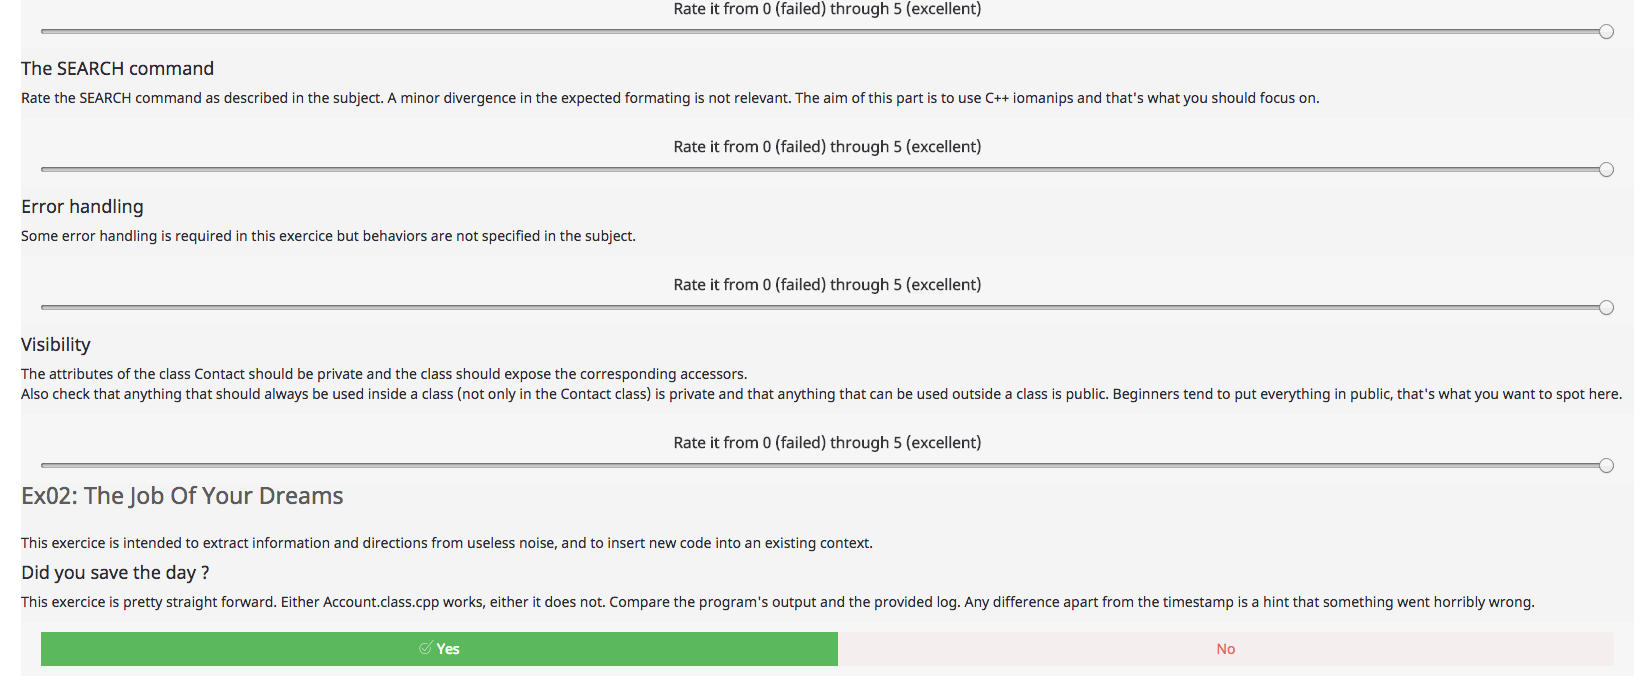 Rate it from 0 (failed) through 5 (excellent)
The SEARCH command
Rate the SEARCH command as described in the subject. A minor divergence in the expected formating is not relevant. The aim of this part is to use C++ iomanips and that's what you should focus on.
Rate it from 0 (failed) through 5 (excellent)
Error handling
Some error handling is required in this exercice but behaviors are not specified in the subject.
Rate it from 0 (failed) through 5 (excellent)
Visibility
The attributes of the class Contact should be private and the class should expose the corresponding accessors.
Also check that anything that should always be used inside a class (not only in the Contact class) is private and that anything that can be used outside a class is public. Beginners tend to put everything in public, that's what you want to spot here.
Rate it from 0 (failed) through 5 (excellent)
Ex02: The Job Of Your Dreams
This exercice is intended to extract information and directions from useless noise, and to insert new code into an existing context.
Did you save the day ?
This exercice is pretty straight forward. Either Account.class.cpp works, either it does not. Compare the program's output and the provided log. Any difference apart from the timestamp is a hint that something went horribly wrong.
Yes
No